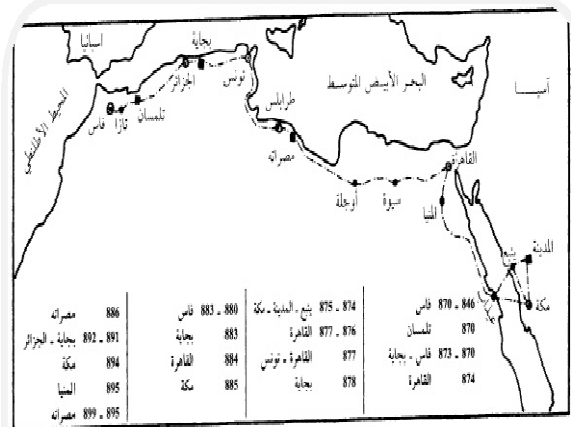 اسبانيا
بجاية
الجزائر
تونس
البحر الأبيض المتوسط
آسيا
المحيط الأطلنطي
فاس
تازا
تلمسان
طرابلس
مصراته
أوجلة
سيوة
القاهرة
المنيا
ينبع
المدينة
مكة
846 ـ 870 فاس
870 تلمسان
870 ـ 873 فاس ـ بجاية
874 القاهرة
874 ـ 875 ينبع ـ المدينة ـ مكة
876 ـ 877 القاهرة
877 القاهرة ـ تونس
878 بجاية
880 ـ 883 فاس
883 بجاية
884 القاهرة
885 مكة
886 مصراته
891 ـ 892 بجاية ـ الجزائر
894 مكة
895 المنيا
895 ـ 899 مصراته